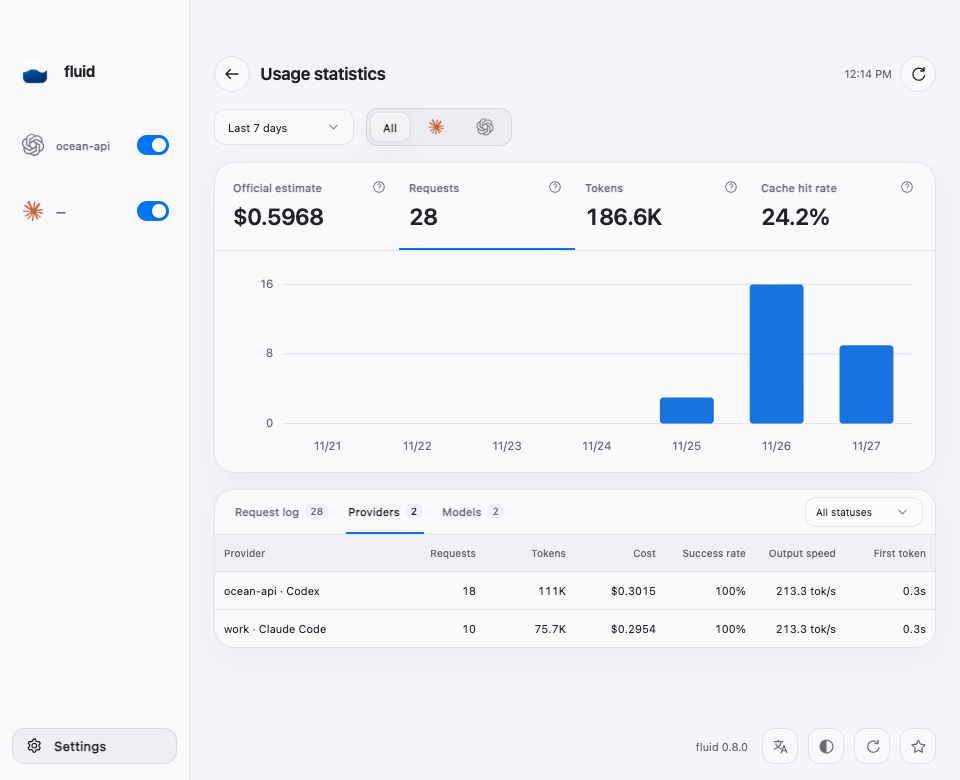 fluid
ocean-api
–
Settings
Usage statistics
12:14 PM
Last 7 days
All
Official estimate
$0.5968
Requests
28
Tokens
186.6K
Cache hit rate
24.2%
16
8
0
11/21 11/22 11/23 11/24 11/25 11/26 11/27
Request log 28 Providers 2 Models 2
All statuses
Provider Requests Tokens Cost Success rate Output speed First token
ocean-api · Codex 18 111K $0.3015 100% 213.3 tok/s 0.3s
work · Claude Code 10 75.7K $0.2954 100% 213.3 tok/s 0.3s
fluid 0.8.0